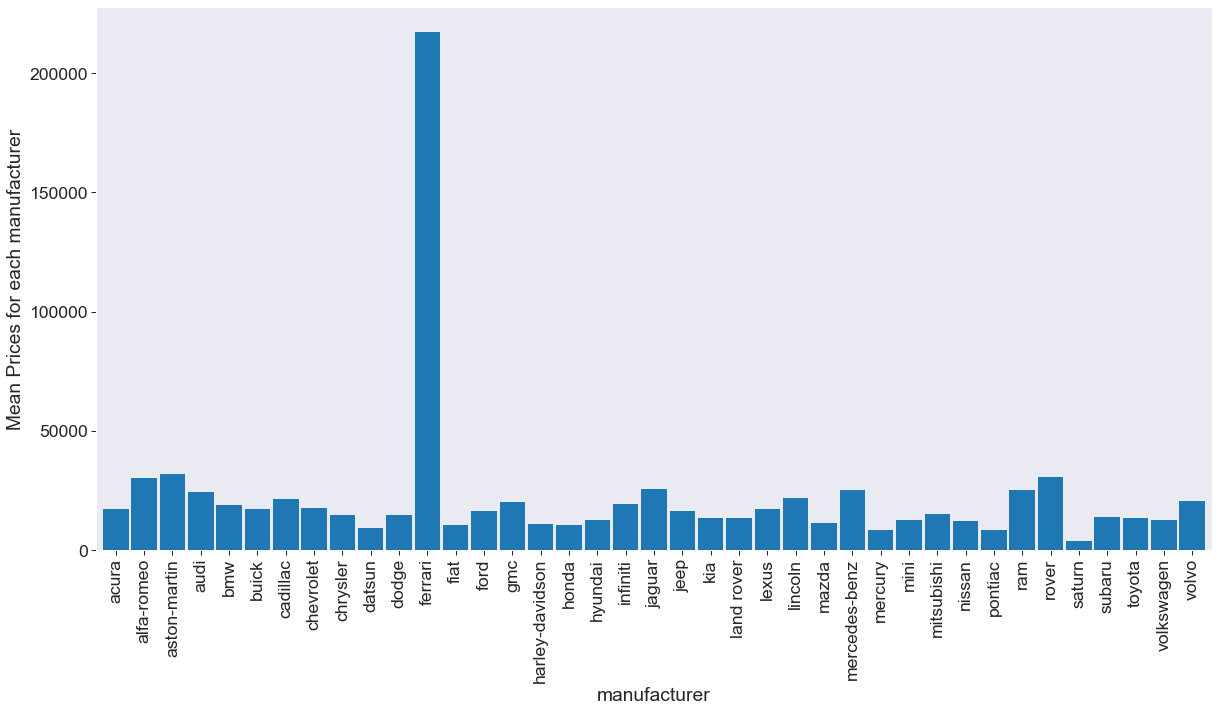 Mean Prices for each manufacturer
200000
150000
100000
50000
0
acura
alfa-romeo
aston-martin
audi
bmw
buick
cadillac
chevrolet
chrysler
datsun
dodge
ferrari
fiat
ford
gmc
harley-davidson
honda
hyundai
infiniti
jaguar
jeep
kia
land rover
lexus
lincoln
mazda
mercedes-benz
mercury
mini
mitsubishi
nissan
pontiac
ram
rover
saturn
subaru
toyota
volkswagen
volvo
manufacturer